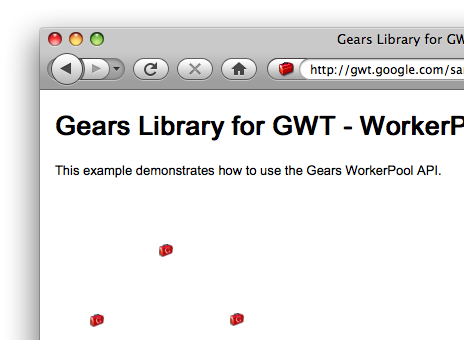 Gears Library for GW
http://gwt.google.com/sa
Gears Library for GWT - WorkerP
This example demonstrates how to use the Gears WorkerPool API.